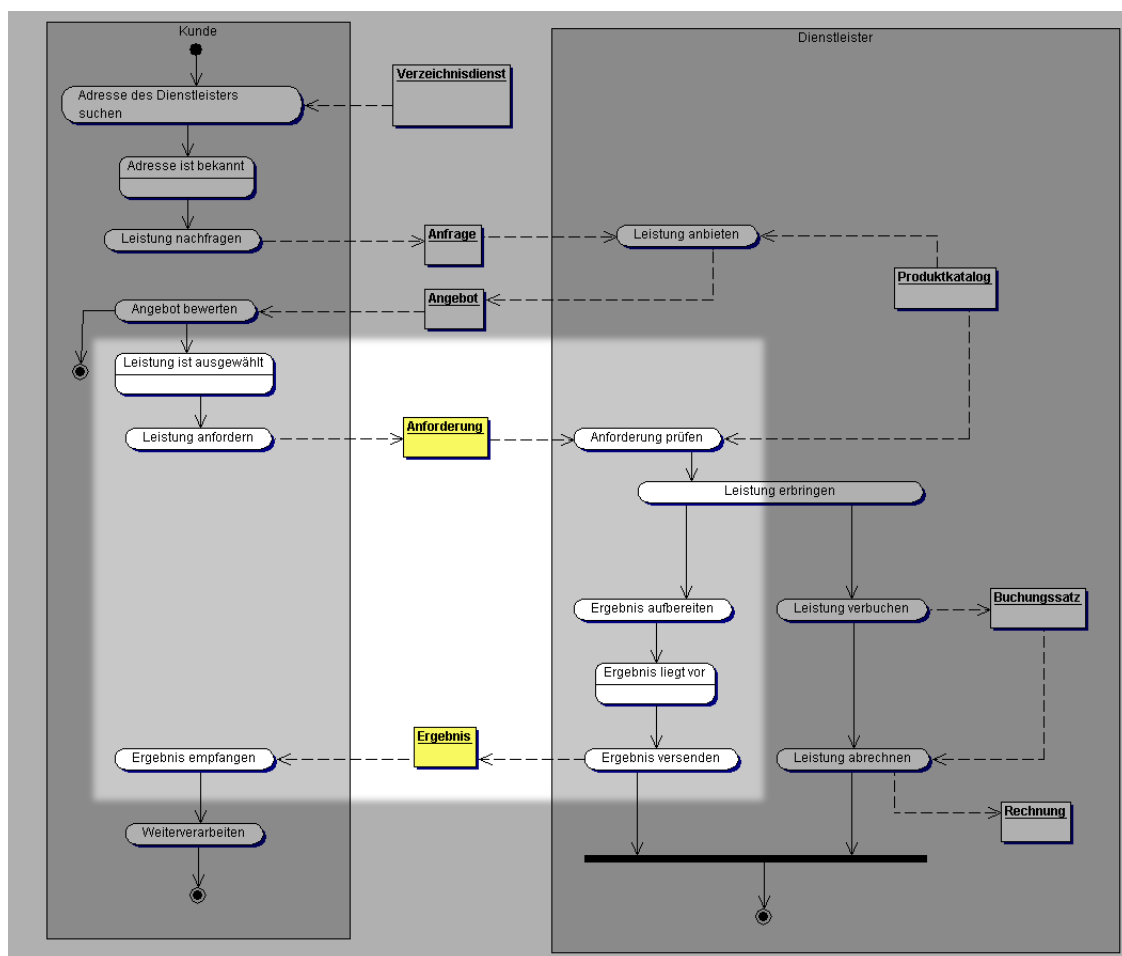 Kunde
Dienstleister
Verzeichnisdienst
Adresse des Dienstleisters
suchen
Adresse ist bekannt
Leistung nachfragen
Anfrage
Leistung anbieten
Produktkatalog
Angebot
Angebot bewerten
Leistung ist ausgewählt
Leistung anfordern
Anforderung
Anforderung prüfen
Leistung erbringen
Ergebnis aufbereiten
Leistung verbuchen
Buchungssatz
Ergebnis liegt vor
Ergebnis
Ergebnis empfangen
Ergebnis versenden
Leistung abrechnen
Rechnung
Weiterverarbeiten